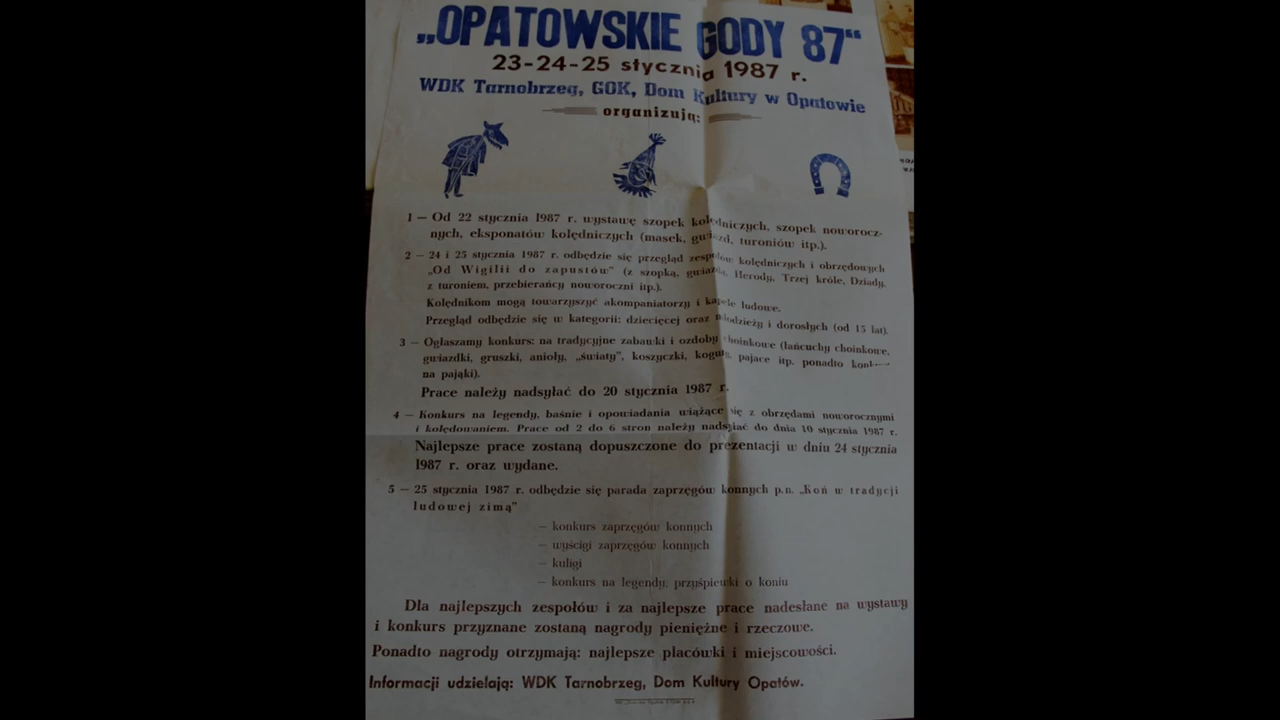 „OPATOWSKIE GODY 87“
23-24-25 stycznia 1987 r.
WDK Tarnobrzeg, GOK, Dom Kultury w Opatowie
organizują:
1 — Od 22 stycznia 1987 r. wystawę szopek kolędniczych, szopek noworocz-
nych, eksponatów kolędniczych (masek, gwiazd, turoniów itp.).
2 — 24 i 25 stycznia 1987 r. odbędzie się przegląd zespołów kolędniczych i obrzędowych
„Od Wigilii do zapustów” (z szopką, gwiazdą, Herody, Trzej króle, Dziady,
z turoniem, przebierańcy noworoczni itp.).
Kolędnikom mogą towarzyszyć akompaniatorzy i kapele ludowe.
Przegląd odbędzie się w kategorii: dziecięcej oraz młodzieży i dorosłych (od 15 lat).
3 — Ogłaszamy konkurs: na tradycyjne zabawki i ozdoby choinkowe (łańcuchy choinkowe,
gwiazdki, gruszki, anioły, „światy”, koszyczki, koguty, pajace itp. ponadto
na pająki).
Prace należy nadsyłać do 20 stycznia 1987 r.
4 — Konkurs na legendy, baśnie i opowiadania wiążące się z obrzędami noworocznymi
i kolędowaniem. Prace od 2 do 6 stron należy nadsyłać do dnia 10 stycznia 1987 r.
Najlepsze prace zostaną dopuszczone do prezentacji w dniu 24 stycznia
1987 r. oraz wydane.
5 — 25 stycznia 1987 r. odbędzie się parada zaprzęgów konnych p.n. „Koń w tradycji
ludowej zimą”
— konkurs zaprzęgów konnych
— wyścigi zaprzęgów konnych
— kuligi
— konkurs na legendy, przyśpiewki o koniu
Dla najlepszych zespołów i za najlepsze prace nadesłane na wystawy
i konkurs przyznane zostaną nagrody pieniężne i rzeczowe.
Ponadto nagrody otrzymają: najlepsze placówki i miejscowości.
Informacji udzielają: WDK Tarnobrzeg, Dom Kultury Opatów.